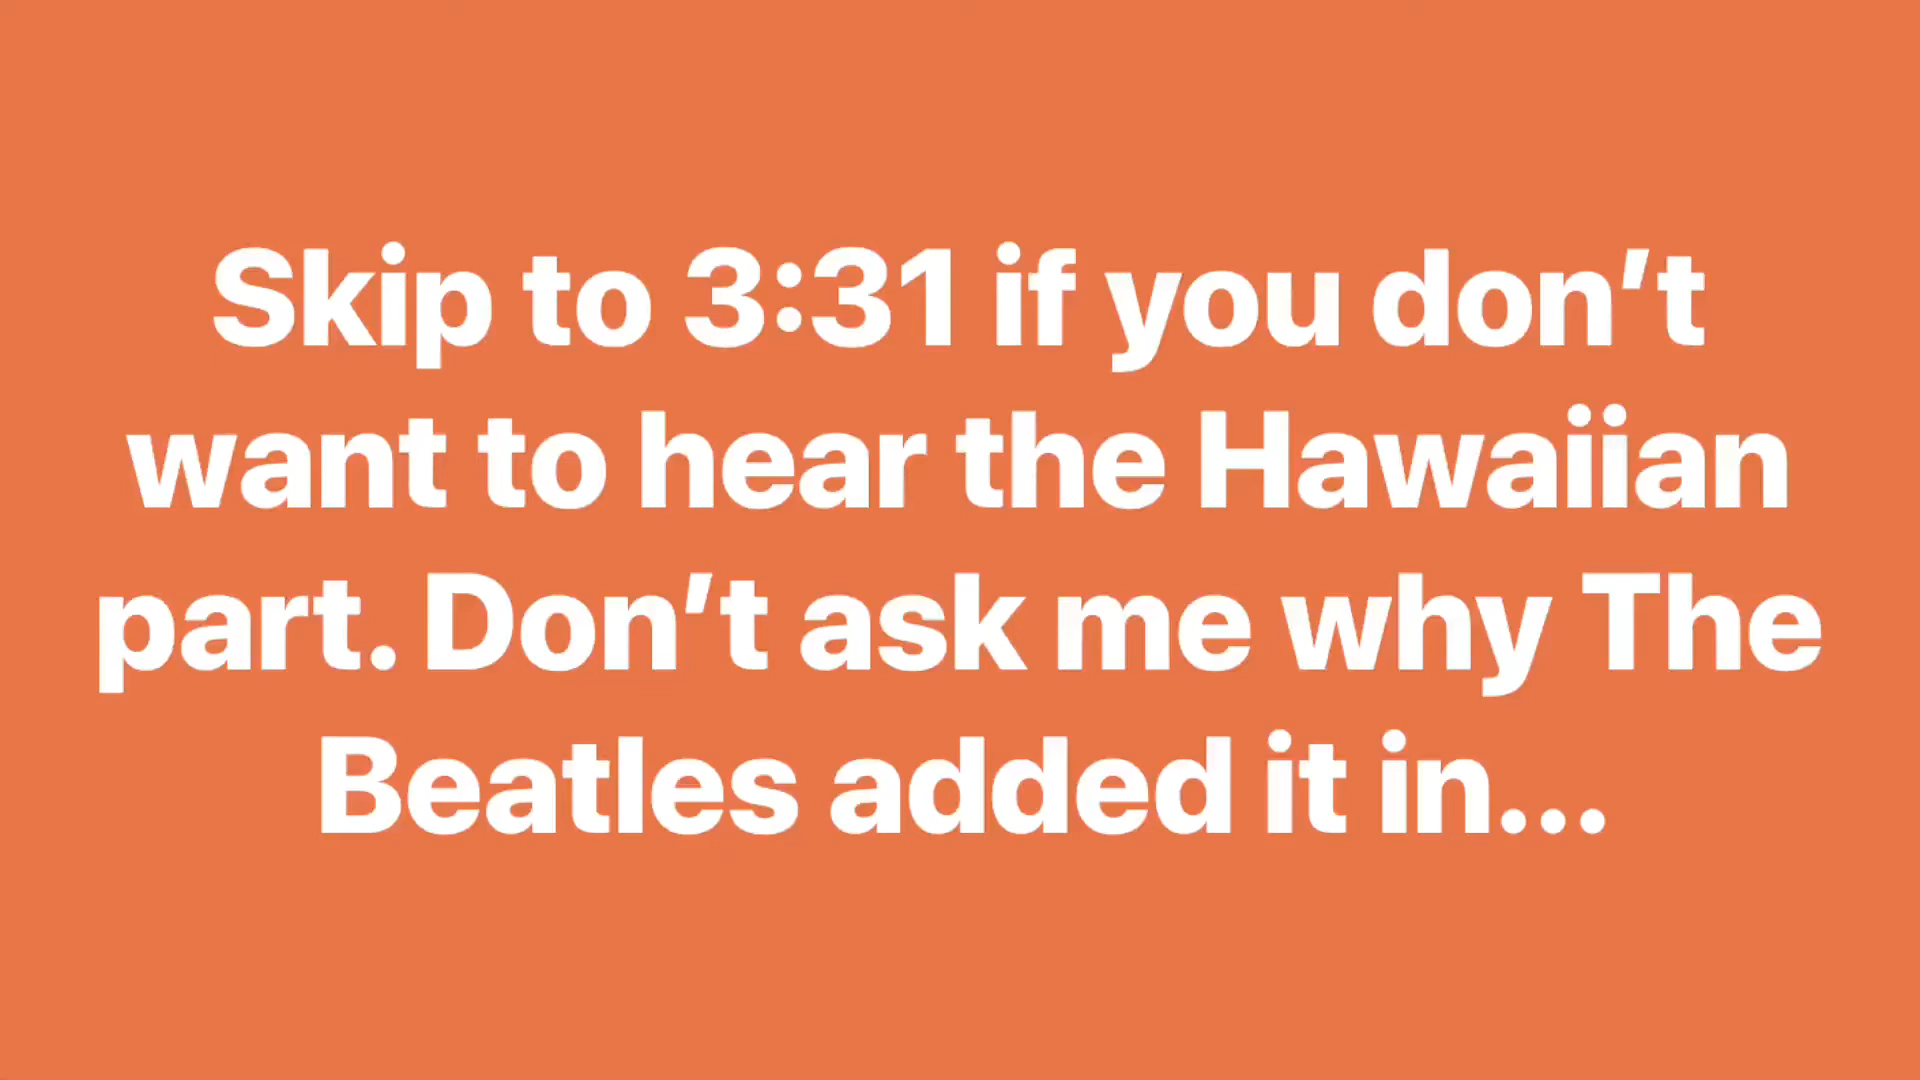 Skip to 3:31 if you don’t
want to hear the Hawaiian
part. Don’t ask me why The
Beatles added it in...